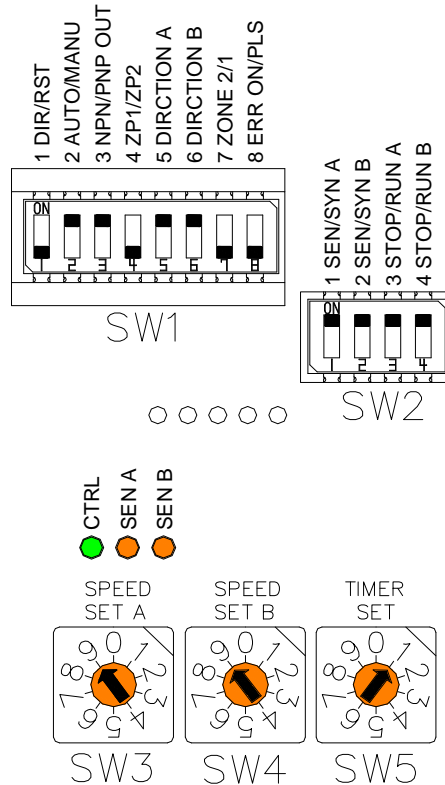 1 DIR/RST
2 AUTO/MANU
3 NPN/PNP OUT
4 ZP1/ZP2
5 DIRCTION A
6 DIRCTION B
7 ZONE 2/1
8 ERR ON/PLS
ON
1 2 3 4 5 6 7 8
SW1
1 SEN/SYN A
2 SEN/SYN B
3 STOP/RUN A
4 STOP/RUN B
ON
1 2 3 4
SW2
CTRL
SEN A
SEN B
SPEED
SET A
0 1 2 3 4 5 6 7 8 9
SW3
SPEED
SET B
0 1 2 3 4 5 6 7 8 9
SW4
TIMER
SET
0 1 2 3 4 5 6 7 8 9
SW5